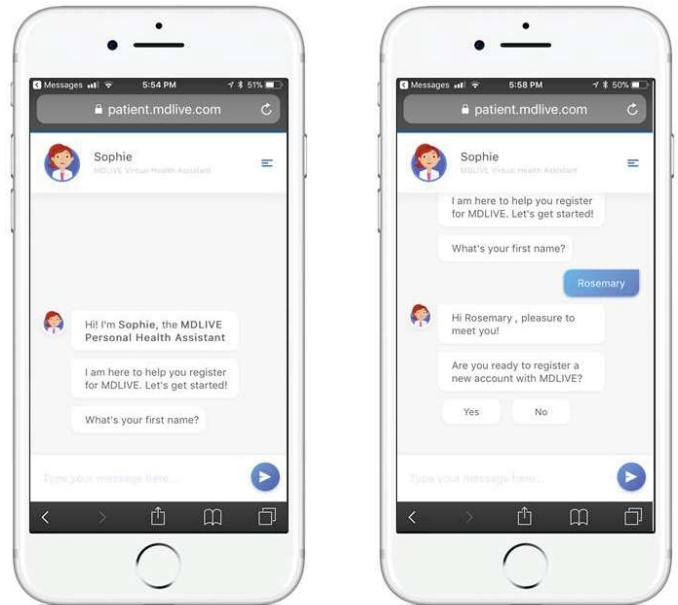 Messages 5:54 PM 51%
patient.mdlive.com
Sophie
MDLIVE Virtual Health Assistant
Hi! I'm Sophie, the MDLIVE
Personal Health Assistant
I am here to help you register
for MDLIVE. Let's get started!
What's your first name?
Type your message here...
Messages 5:58 PM 50%
patient.mdlive.com
Sophie
MDLIVE Virtual Health Assistant
I am here to help you register
for MDLIVE. Let's get started!
What's your first name?
Rosemary
Hi Rosemary , pleasure to
meet you!
Are you ready to register a
new account with MDLIVE?
Yes No
Type your message here...